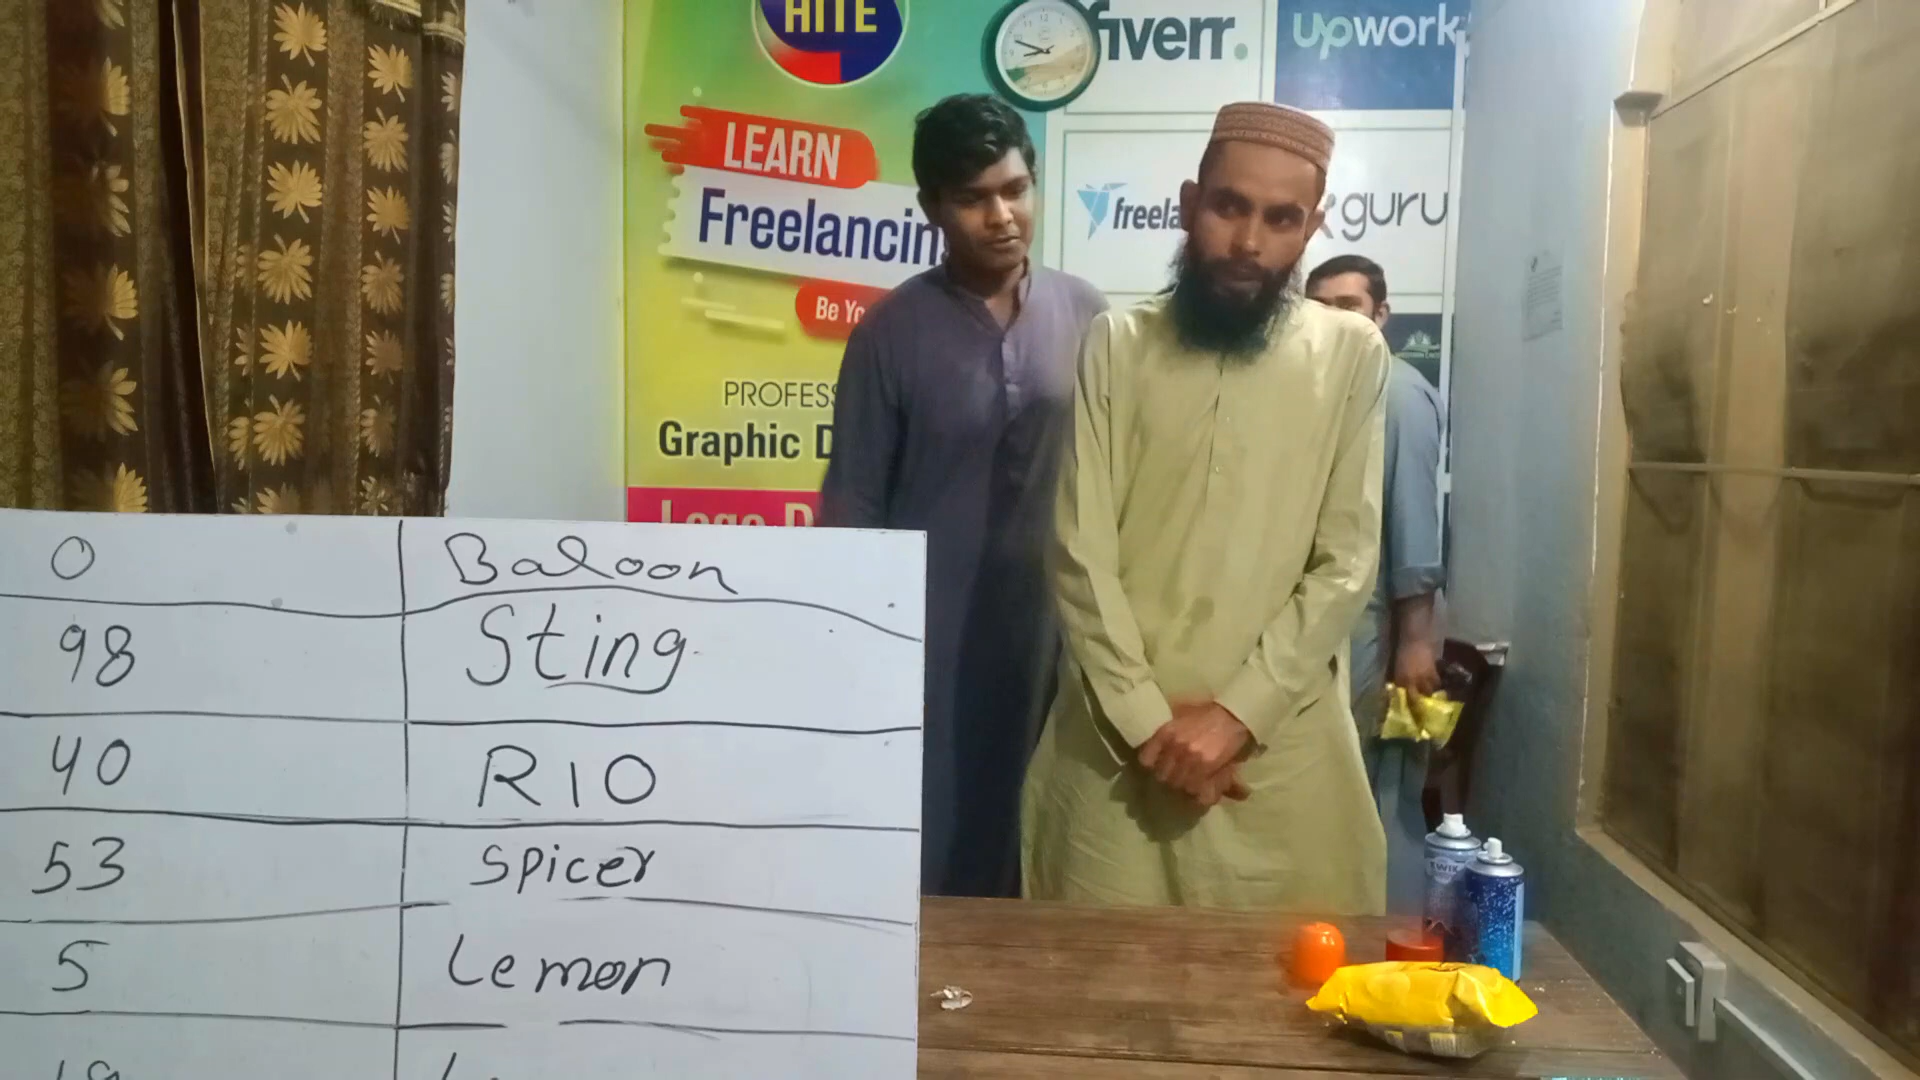 HITE
LEARN
Freelancin
Be Yo
PROFESS
Graphic D
Logo D
fiverr.
upwork
freela
guru
0 Baloon
98 Sting
40 RIO
53 Spicer
5 Lemon